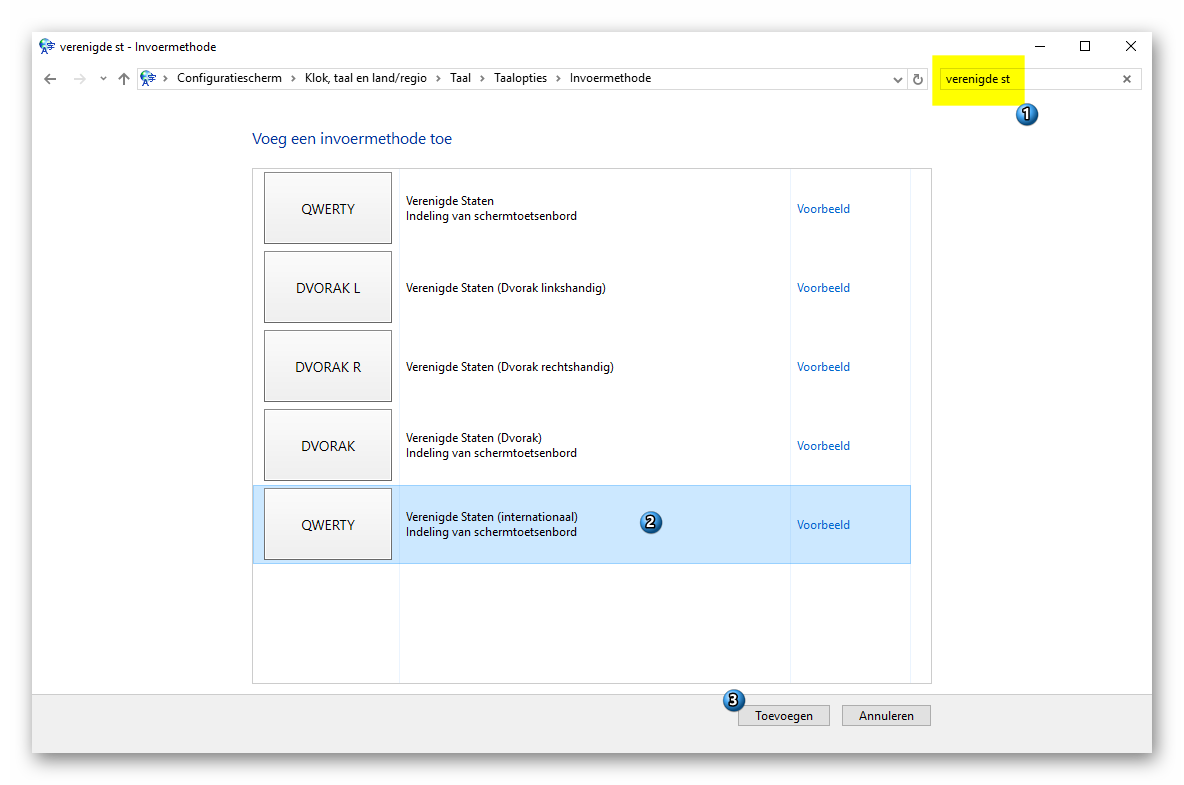 verenigde st - Invoermethode
Configuratiescherm > Klok, taal en land/regio > Taal > Taalopties > Invoermethode
verenigde st
1
Voeg een invoermethode toe
QWERTY
Verenigde Staten
Indeling van schermtoetsenbord
Voorbeeld
DVORAK L
Verenigde Staten (Dvorak linkshandig)
Voorbeeld
DVORAK R
Verenigde Staten (Dvorak rechtshandig)
Voorbeeld
DVORAK
Verenigde Staten (Dvorak)
Indeling van schermtoetsenbord
Voorbeeld
QWERTY
Verenigde Staten (internationaal)
Indeling van schermtoetsenbord
2
Voorbeeld
3
Toevoegen
Annuleren